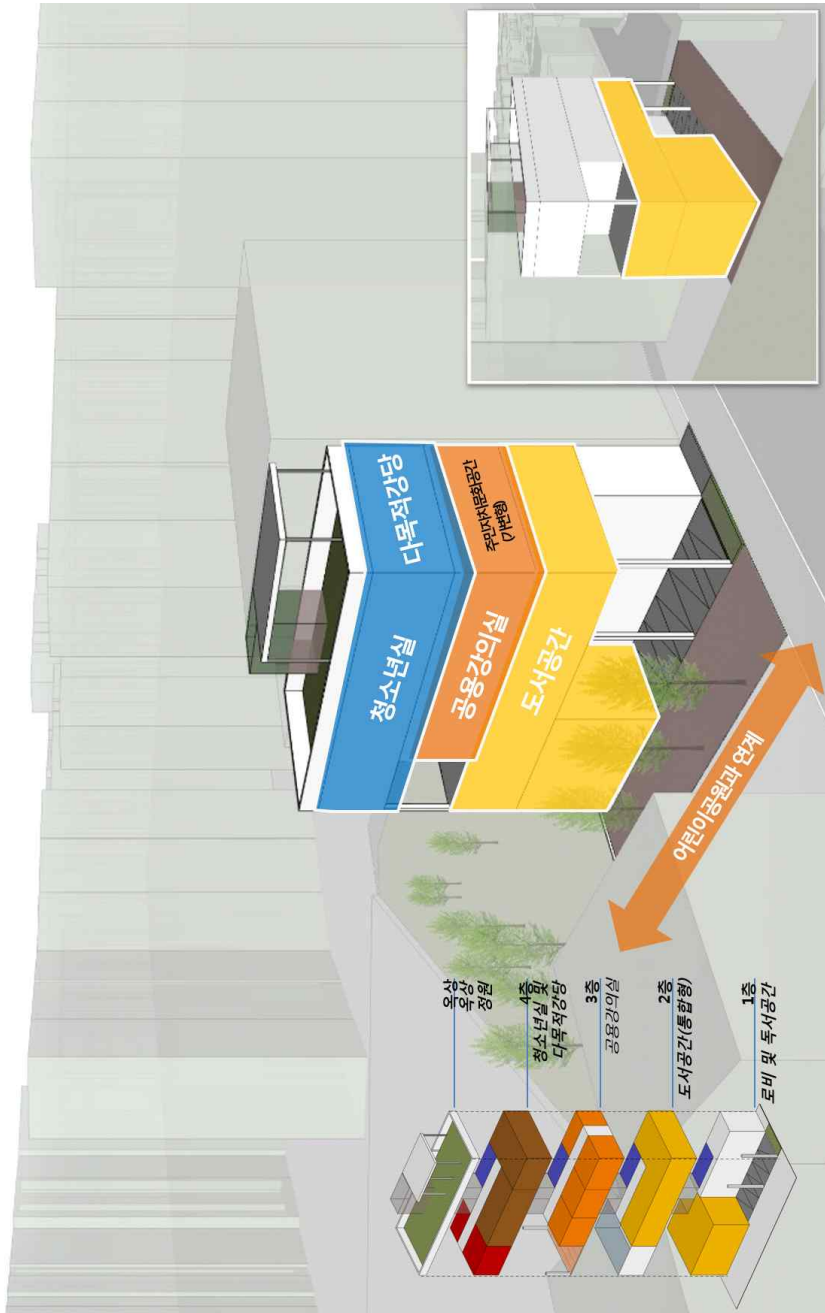 청소년실
다목적강당
공용강의실
주민자치문화공간
(가변형)
도서공간
어린이공원과 연계
옥상
옥상
정원
4층
청소년실 및
다목적강당
3층
공용강의실
2층
도서공간(통합형)
1층
로비 및 독서공간